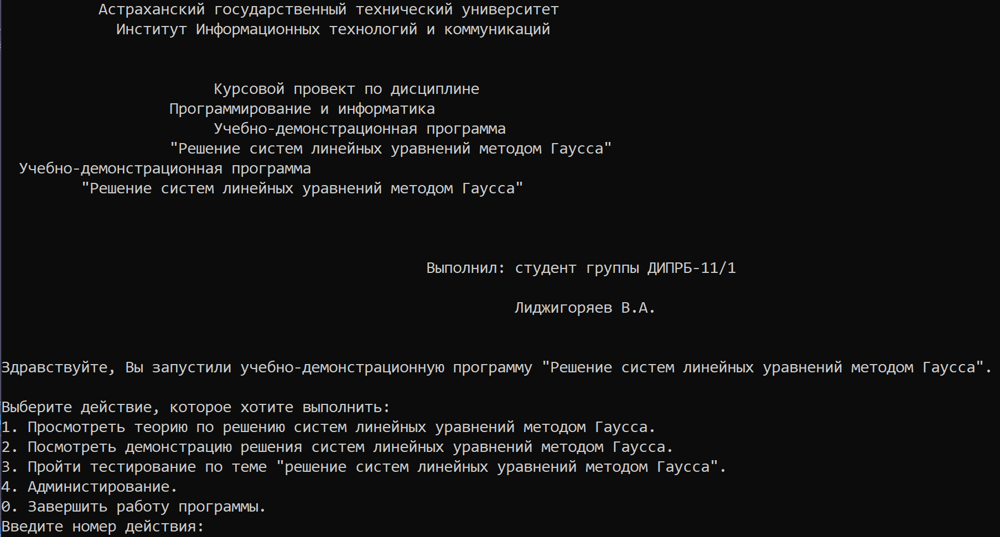 Астраханский государственный технический университет
Институт Информационных технологий и коммуникаций
Курсовой провект по дисциплине
Программирование и информатика
Учебно-демонстрационная программа
"Решение систем линейных уравнений методом Гаусса"
Учебно-демонстрационная программа
"Решение систем линейных уравнений методом Гаусса"
Выполнил: студент группы ДИПРБ-11/1
Лиджигоряев В.А.
Здравствуйте, Вы запустили учебно-демонстрационную программу "Решение систем линейных уравнений методом Гаусса".
Выберите действие, которое хотите выполнить:
1. Просмотреть теорию по решению систем линейных уравнений методом Гаусса.
2. Посмотреть демонстрацию решения систем линейных уравнений методом Гаусса.
3. Пройти тестирование по теме "решение систем линейных уравнений методом Гаусса".
4. Администирование.
0. Завершить работу программы.
Введите номер действия: